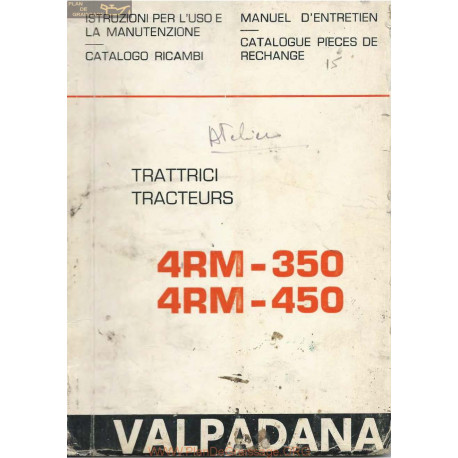 ISTRUZIONI PER L'USO E
LA MANUTENZIONE
CATALOGO RICAMBI
MANUEL D'ENTRETIEN
CATALOGUE PIECES DE
RECHANGE
15
Atelier
TRATTRICI
TRACTEURS
4RM-350
4RM-450
VALPADANA